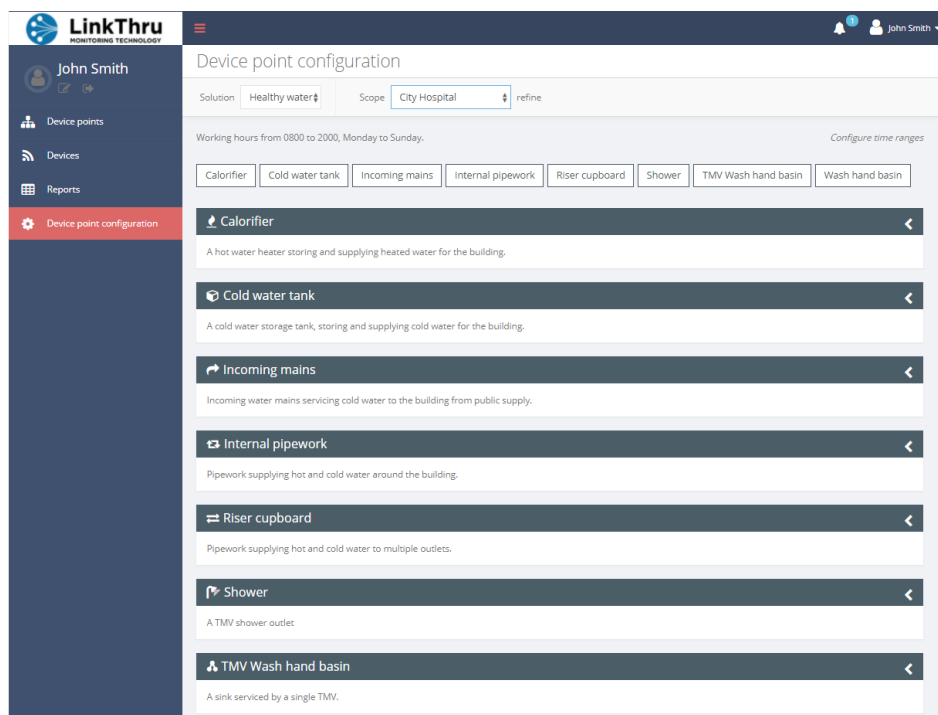 LinkThru
MONITORING TECHNOLOGY
1
John Smith
John Smith
Device points
Devices
Reports
Device point configuration
Device point configuration
Solution Healthy water Scope City Hospital refine
Working hours from 0800 to 2000, Monday to Sunday. Configure time ranges
Calorifier Cold water tank Incoming mains Internal pipework Riser cupboard Shower TMV Wash hand basin Wash hand basin
Calorifier
A hot water heater storing and supplying heated water for the building.
Cold water tank
A cold water storage tank, storing and supplying cold water for the building.
Incoming mains
Incoming water mains servicing cold water to the building from public supply.
Internal pipework
Pipework supplying hot and cold water around the building.
Riser cupboard
Pipework supplying hot and cold water to multiple outlets.
Shower
A TMV shower outlet
TMV Wash hand basin
A sink serviced by a single TMV.